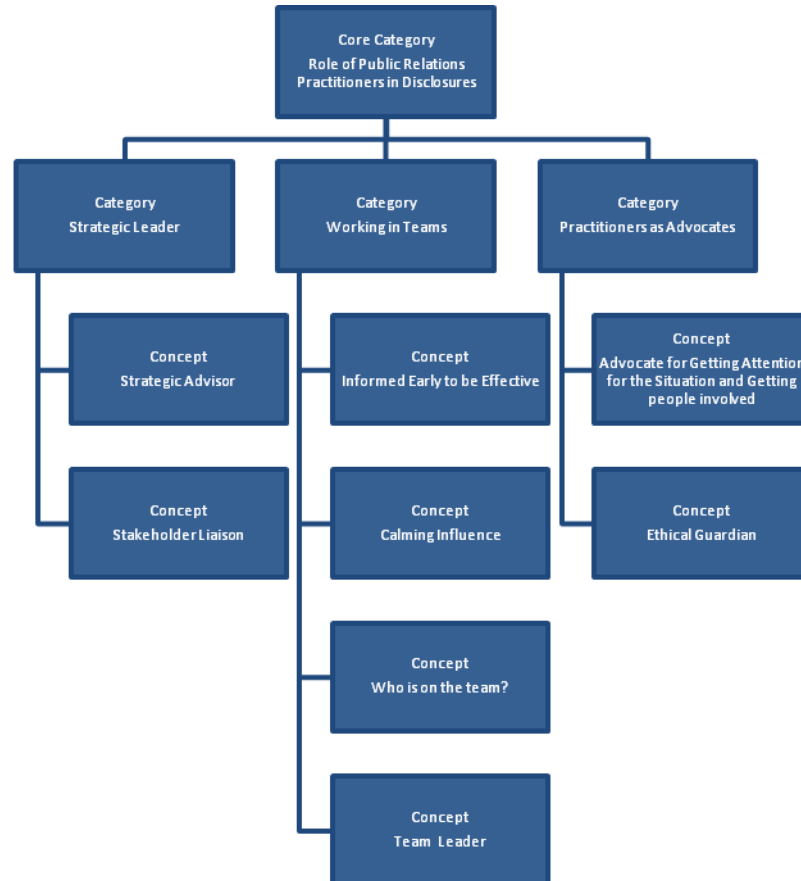 Core Category
Role of Public Relations
Practitioners in Disclosures
Category
Strategic Leader
Category
Working in Teams
Category
Practitioners as Advocates
Concept
Strategic Advisor
Concept
Informed Early to be Effective
Concept
Advocate for Getting Attention
for the Situation and Getting
people involved
Concept
Stakeholder Liaison
Concept
Calming Influence
Concept
Ethical Guardian
Concept
Who is on the team?
Concept
Team Leader